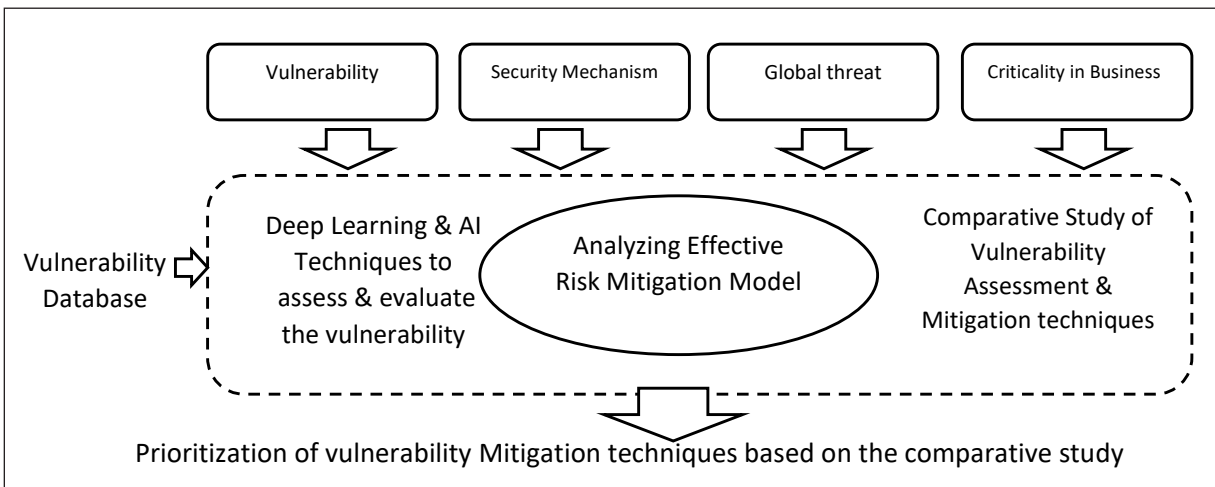 Vulnerability
Security Mechanism
Global threat
Criticality in Business
Vulnerability
Database
Deep Learning & AI
Techniques to
assess & evaluate
the vulnerability
Analyzing Effective
Risk Mitigation Model
Comparative Study of
Vulnerability
Assessment &
Mitigation techniques
Prioritization of vulnerability Mitigation techniques based on the comparative study